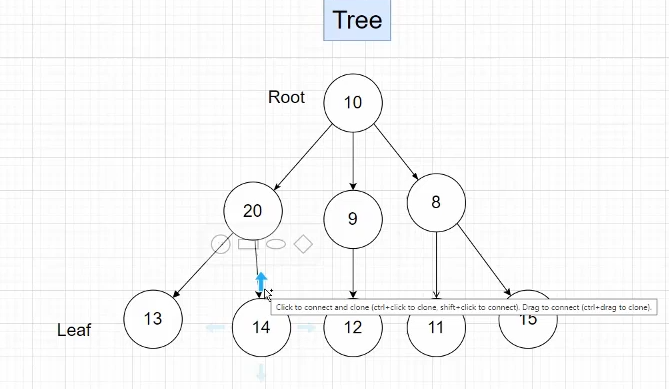 Tree
Root
10
20
9
8
Click to connect and clone (ctrl+click to clone, shift+click to connect). Drag to connect (ctrl+drag to clone).
Leaf
13
14
12
11
15